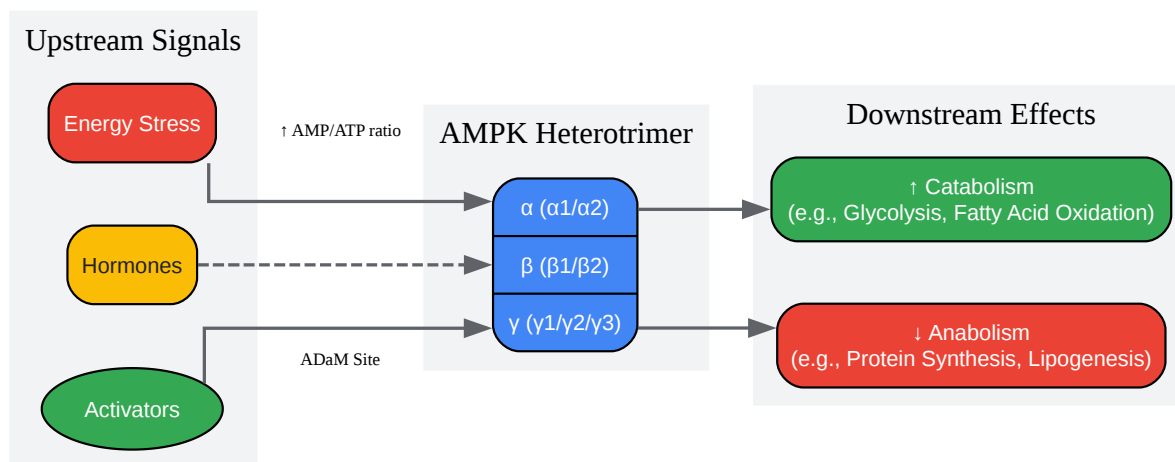 Upstream Signals
Energy Stress
Hormones
Activators
↑ AMP/ATP ratio
ADaM Site
AMPK Heterotrimer
α (α1/α2)
β (β1/β2)
γ (γ1/γ2/γ3)
Downstream Effects
↑ Catabolism
(e.g., Glycolysis, Fatty Acid Oxidation)
↓ Anabolism
(e.g., Protein Synthesis, Lipogenesis)